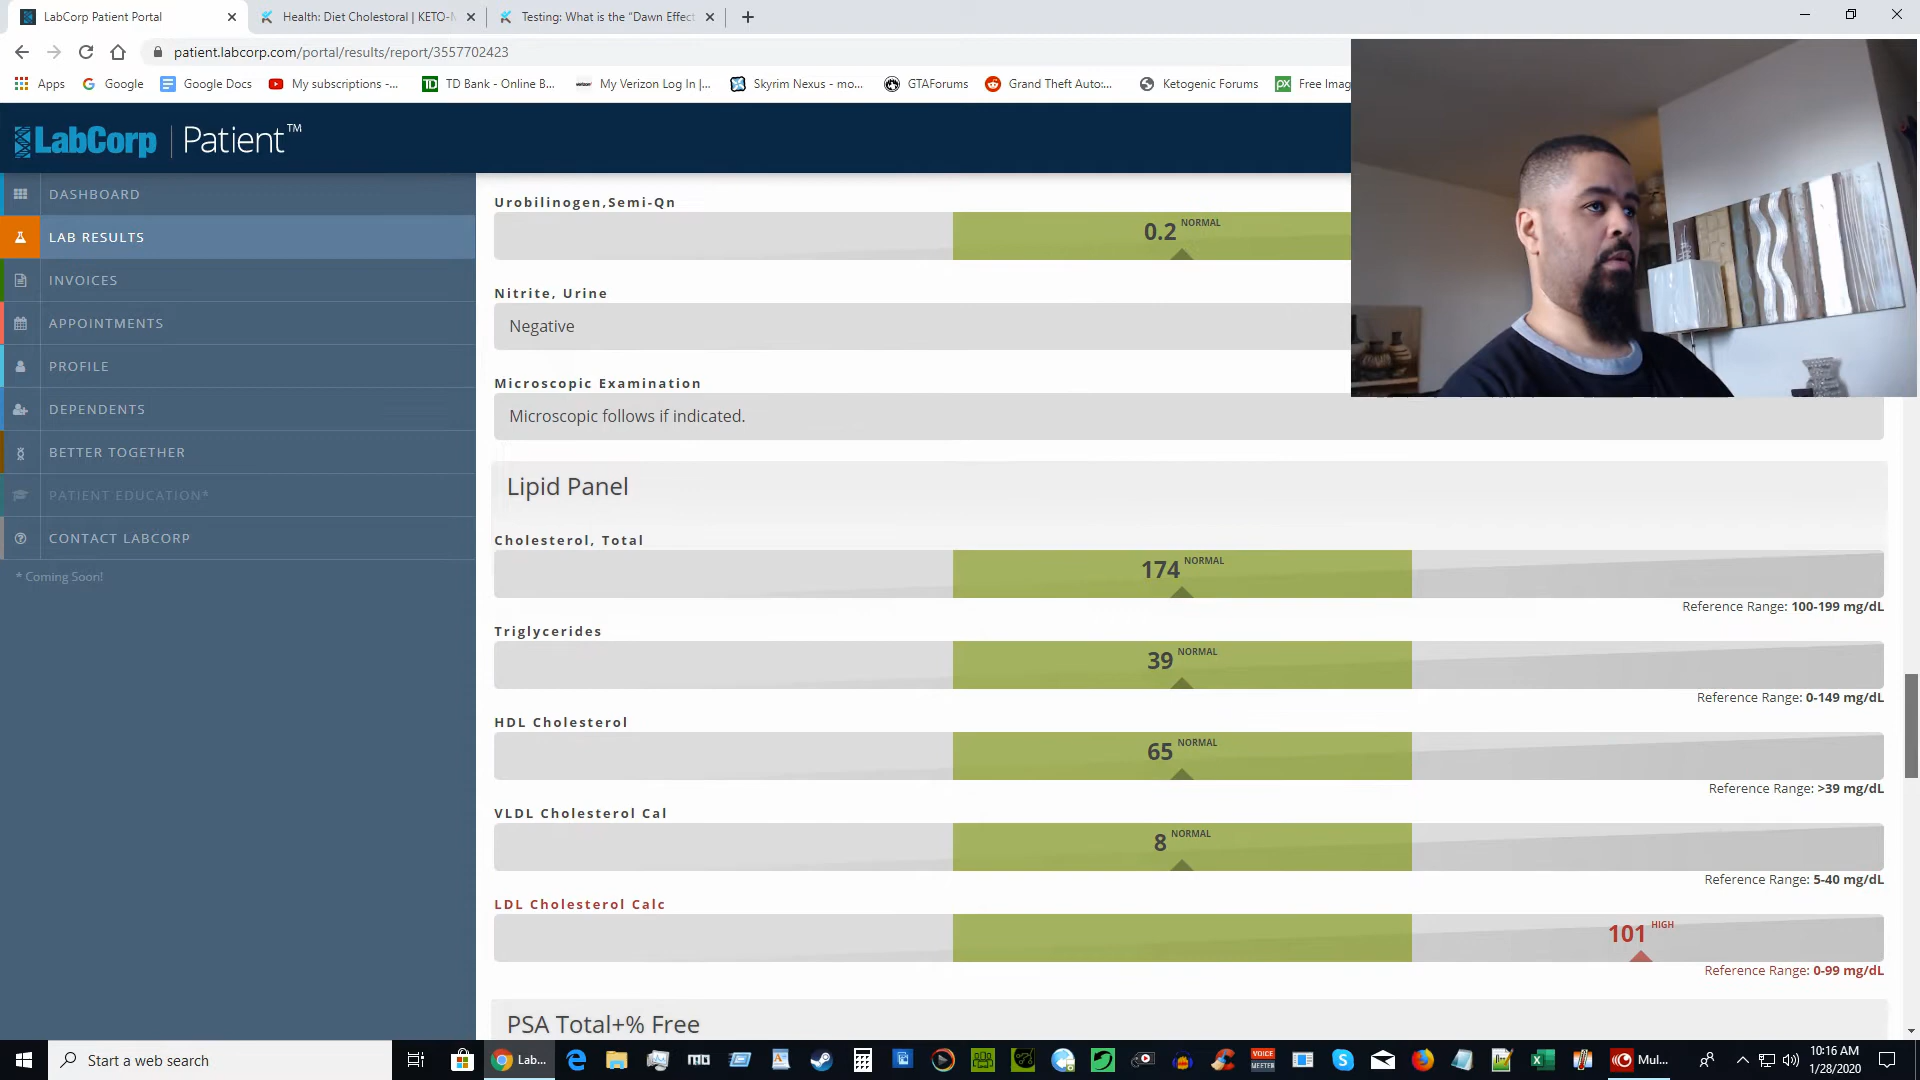 LabCorp Patient Portal
Health: Diet Cholestoral | KETO-
Testing: What is the "Dawn Effect
patient.labcorp.com/portal/results/report/3557702423
Apps
Google
Google Docs
My subscriptions -...
TD Bank - Online B...
My Verizon Log In |...
Skyrim Nexus - mo...
GTAForums
Grand Theft Auto:...
Ketogenic Forums
Free Imag
LabCorp | Patient™
DASHBOARD
LAB RESULTS
INVOICES
APPOINTMENTS
PROFILE
DEPENDENTS
BETTER TOGETHER
PATIENT EDUCATION*
CONTACT LABCORP
* Coming Soon!
Urobilinogen,Semi-Qn
0.2 NORMAL
Nitrite, Urine
Negative
Microscopic Examination
Microscopic follows if indicated.
Lipid Panel
Cholesterol, Total
174 NORMAL
Reference Range: 100-199 mg/dL
Triglycerides
39 NORMAL
Reference Range: 0-149 mg/dL
HDL Cholesterol
65 NORMAL
Reference Range: >39 mg/dL
VLDL Cholesterol Cal
8 NORMAL
Reference Range: 5-40 mg/dL
LDL Cholesterol Calc
101 HIGH
Reference Range: 0-99 mg/dL
PSA Total+% Free
Start a web search
Lab...
VOICE MEETER
Mul...
10:16 AM
1/28/2020